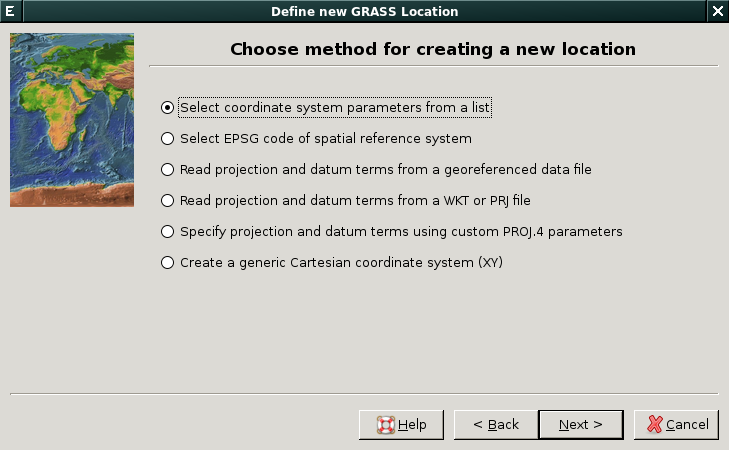 E Define new GRASS Location X
Choose method for creating a new location
Select coordinate system parameters from a list
Select EPSG code of spatial reference system
Read projection and datum terms from a georeferenced data file
Read projection and datum terms from a WKT or PRJ file
Specify projection and datum terms using custom PROJ.4 parameters
Create a generic Cartesian coordinate system (XY)
Help < Back Next > Cancel